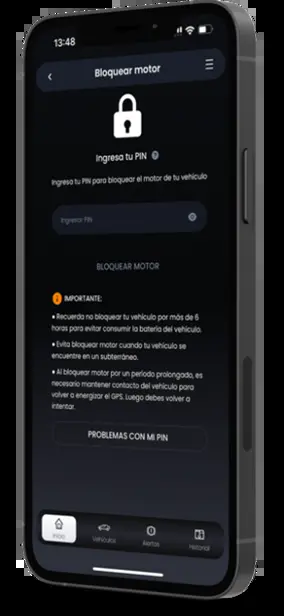 13:48
Bloquear motor
Ingresa tu PIN
Ingresa tu PIN para bloquear el motor de tu vehículo
Ingresar PIN
BLOQUEAR MOTOR
IMPORTANTE:
• Recuerda no bloquear tu vehículo por más de 6
horas para evitar consumir la batería del vehículo.
• Evita bloquear motor cuando tu vehículo se
encuentre en un subterráneo.
• Al bloquear motor por un período prolongado, es
necesario mantener contacto del vehículo para
volver a energizar el GPS. Luego debes volver a
intentar.
PROBLEMAS CON MI PIN
Inicio
Vehículos
Alertas
Historial